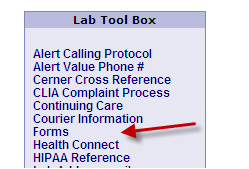 Lab Tool Box
Alert Calling Protocol
Alert Value Phone #
Cerner Cross Reference
CLIA Complaint Process
Continuing Care
Courier Information
Forms
Health Connect
HIPAA Reference